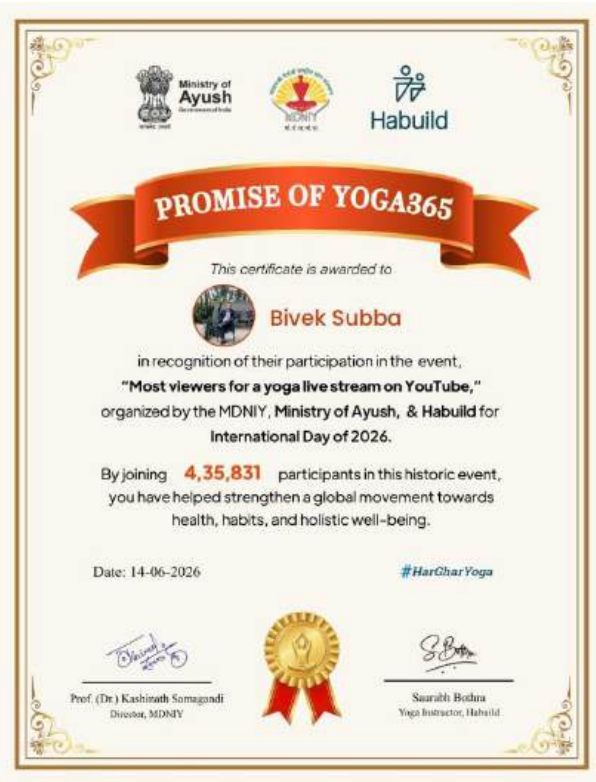 Ministry of
Ayush
Government of India
MDNIY
Habuild
PROMISE OF YOGA365
This certificate is awarded to
Bivek Subba
in recognition of their participation in the event,
"Most viewers for a yoga live stream on YouTube,"
organized by the MDNIY, Ministry of Ayush, & Habuild for
International Day of 2026.
By joining 4,35,831 participants in this historic event,
you have helped strengthen a global movement towards
health, habits, and holistic well-being.
Date: 14-06-2026
#HarGharYoga
Prof. (Dr.) Kashinath Samagandi
Director, MDNIY
Saurabh Bothra
Yoga Instructor, Habuild